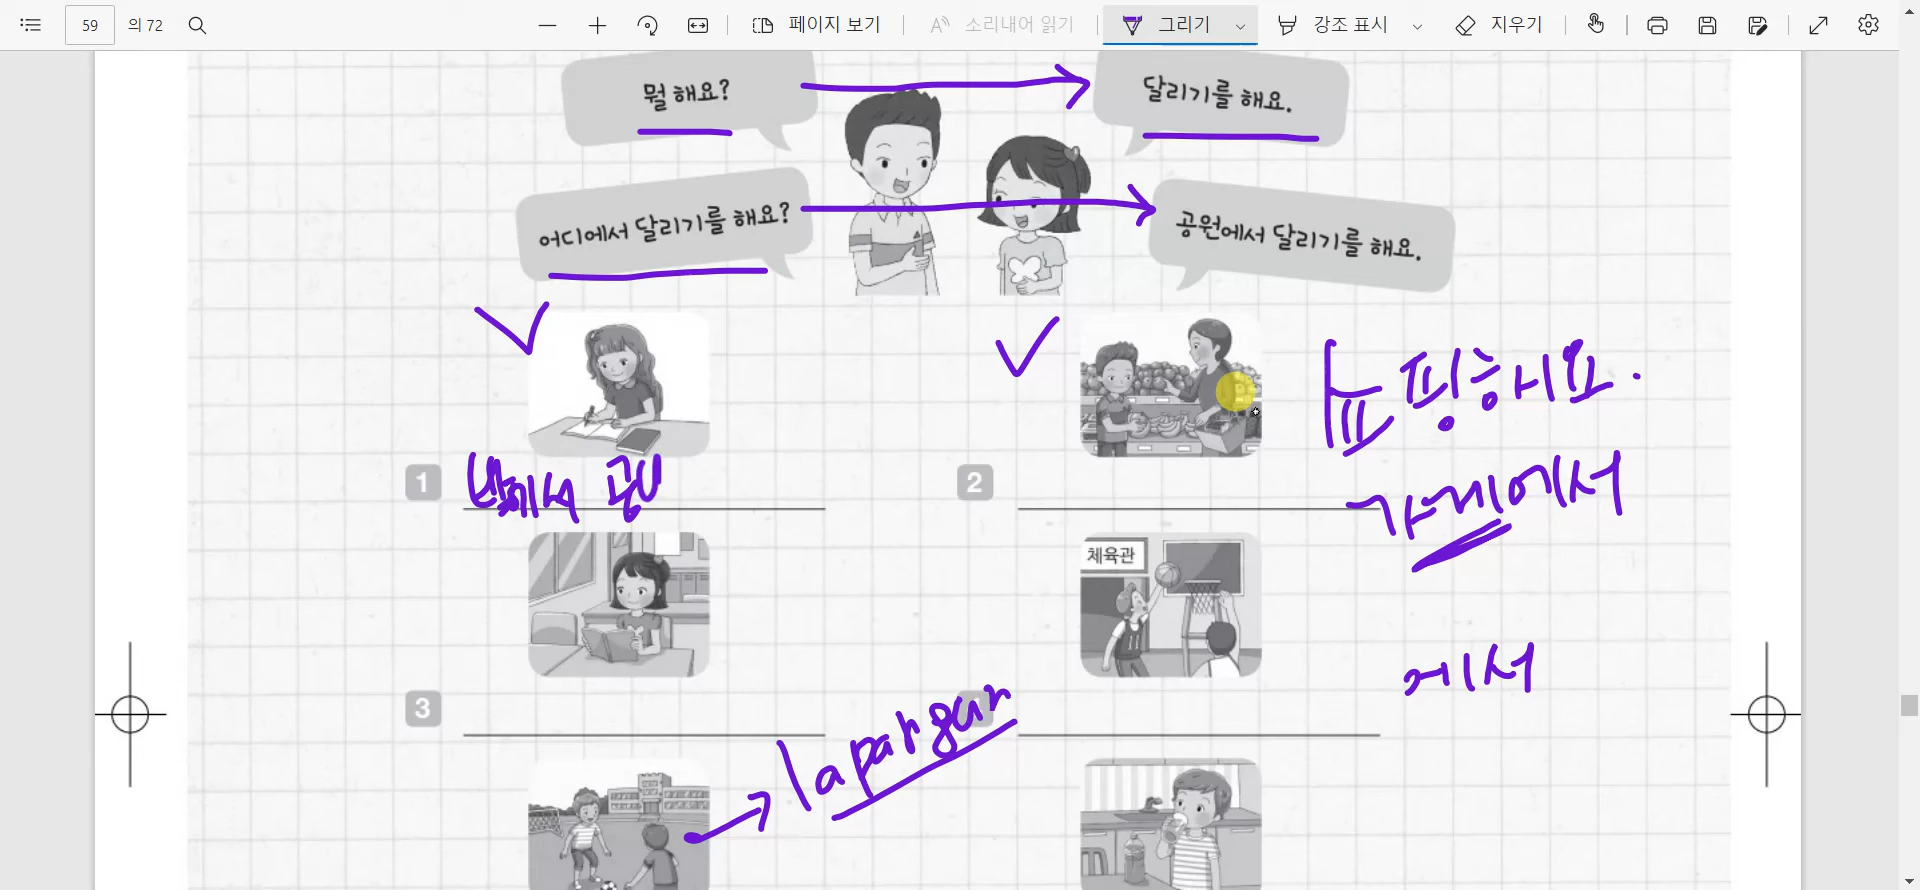 59 의 72 페이지 보기 소리내어 읽기 그리기 강조 표시 지우기
뭘 해요?
달리기를 해요.
어디에서 달리기를 해요?
공원에서 달리기를 해요.
쇼핑하세요.
가게에서
1
2
체육관
에서
3
lapangan